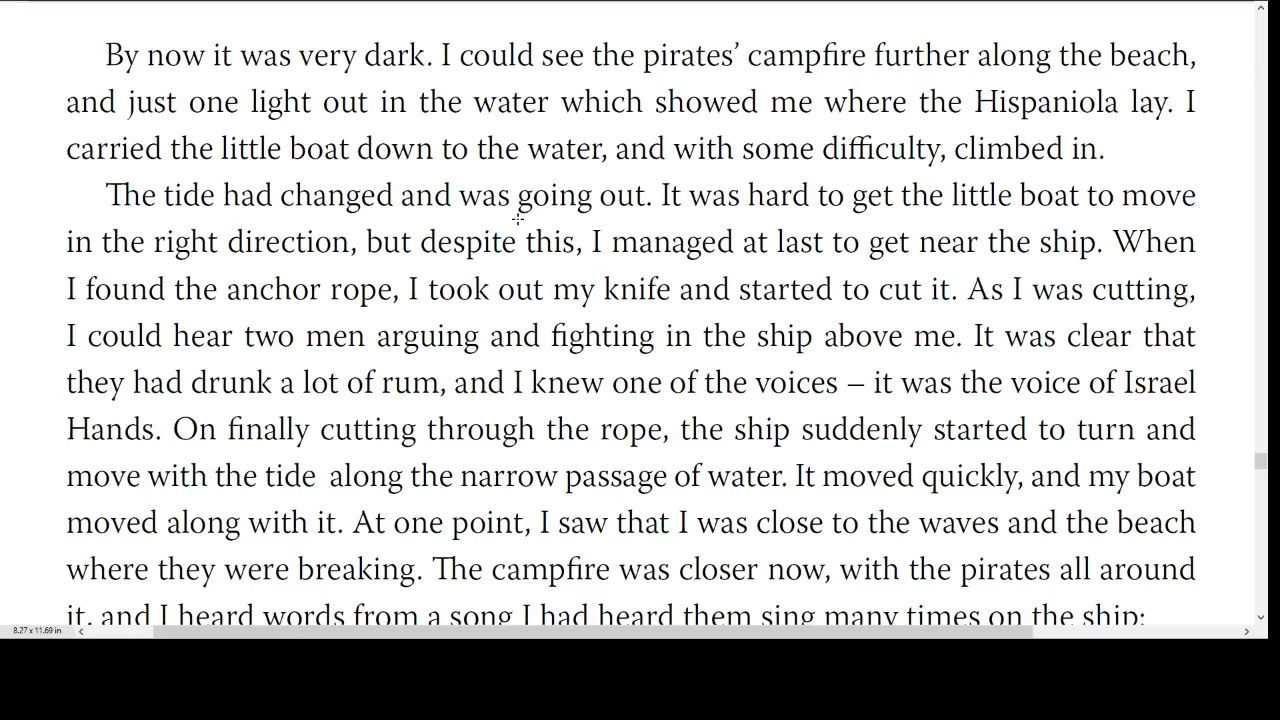 By now it was very dark. I could see the pirates’ campfire further along the beach,
and just one light out in the water which showed me where the Hispaniola lay. I
carried the little boat down to the water, and with some difficulty, climbed in.
The tide had changed and was going out. It was hard to get the little boat to move
in the right direction, but despite this, I managed at last to get near the ship. When
I found the anchor rope, I took out my knife and started to cut it. As I was cutting,
I could hear two men arguing and fighting in the ship above me. It was clear that
they had drunk a lot of rum, and I knew one of the voices – it was the voice of Israel
Hands. On finally cutting through the rope, the ship suddenly started to turn and
move with the tide along the narrow passage of water. It moved quickly, and my boat
moved along with it. At one point, I saw that I was close to the waves and the beach
where they were breaking. The campfire was closer now, with the pirates all around
it, and I heard words from a song I had heard them sing many times on the ship:
8.27 x 11.69 in